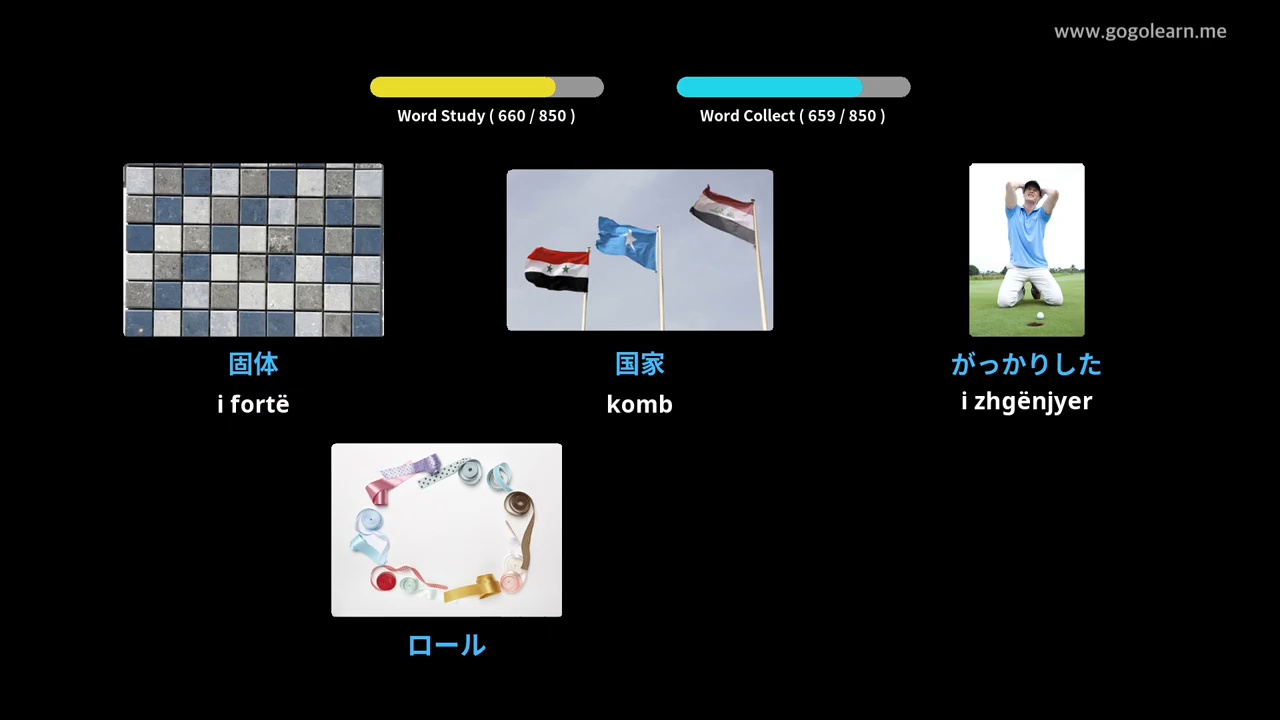 www.gogolearn.me
Word Study ( 660 / 850 )
Word Collect ( 659 / 850 )
固体
i fortë
国家
komb
がっかりした
i zhgënjyer
ロール